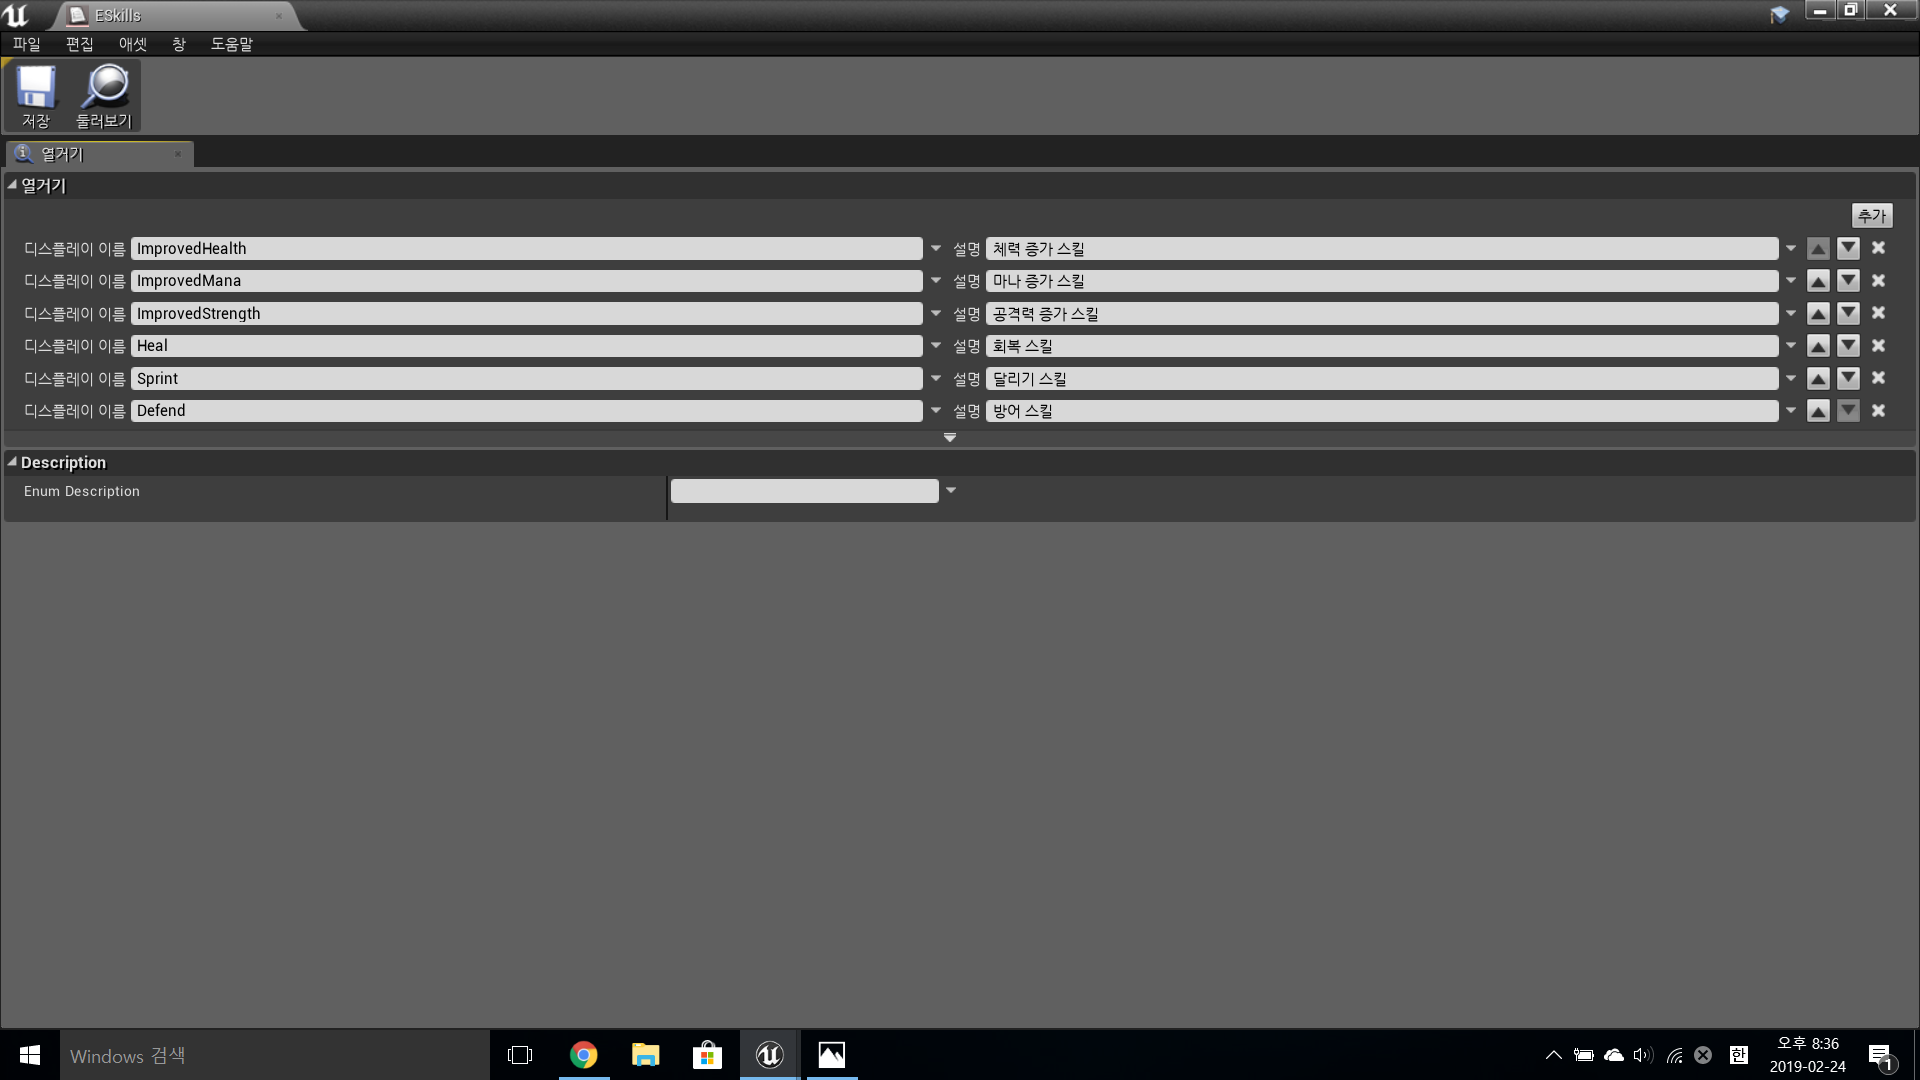 ESkills
파일 편집 애셋 창 도움말
저장 둘러보기
열거기
열거기
추가
디스플레이 이름 ImprovedHealth 설명 체력 증가 스킬
디스플레이 이름 ImprovedMana 설명 마나 증가 스킬
디스플레이 이름 ImprovedStrength 설명 공격력 증가 스킬
디스플레이 이름 Heal 설명 회복 스킬
디스플레이 이름 Sprint 설명 달리기 스킬
디스플레이 이름 Defend 설명 방어 스킬
Description
Enum Description
Windows 검색
한
오후 8:36
2019-02-24
1